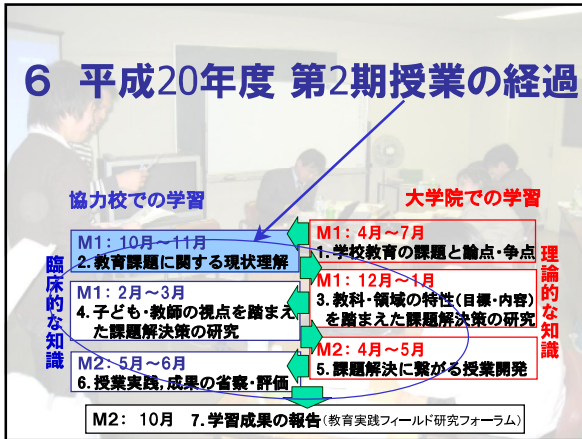 6 平成20年度 第2期授業の経過
協力校での学習
大学院での学習
臨床的な知識
理論的な知識
M1：4月～7月
1．学校教育の課題と論点・争点
M1：10月～11月
2．教育課題に関する現状理解
M1：12月～1月
3．教科・領域の特性（目標・内容）
を踏まえた課題解決策の研究
M1：2月～3月
4．子ども・教師の視点を踏まえ
た課題解決策の研究
M2：4月～5月
5．課題解決に繋がる授業開発
M2：5月～6月
6．授業実践，成果の省察・評価
M2：10月 7．学習成果の報告（教育実践フィールド研究フォーラム）